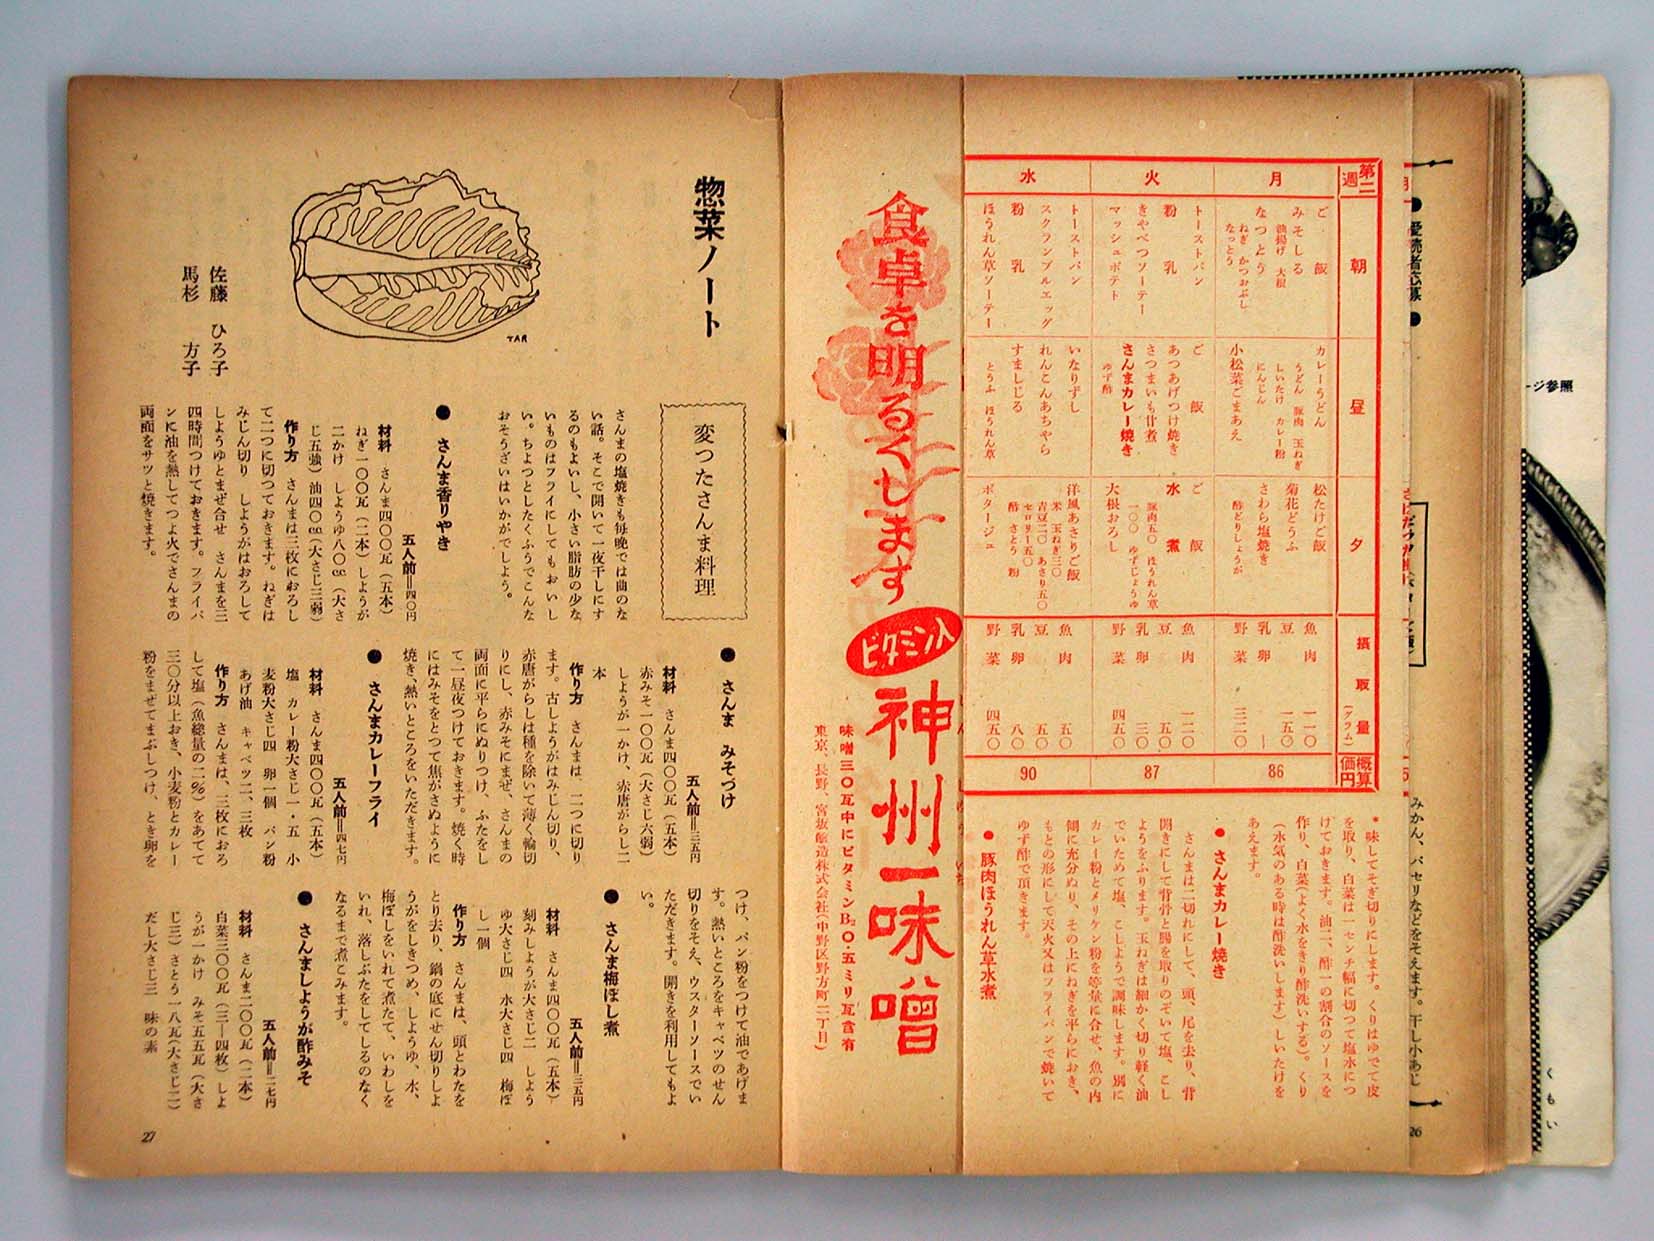 第二週
月
火
水
朝
昼
夕
摂取量(グラム)
概算価円
ご飯
みそしる
油揚げ 大根
なつとう
ねぎ かつおぶし
カレーうどん
うどん 豚肉 玉ねぎ
しいたけ カレー粉
にんじん
小松菜ごまあえ
松たけご飯
菊花どうふ
さわら塩焼き
酢どりしょうが
魚肉 一一〇
豆 一五〇
乳卵 ー
野菜 三二〇
86
トーストパン
粉乳
きやべつソーテー
マッシュポテト
ご飯
あつあげつけ焼き
さつまいも甘煮
さんまカレー焼き
ゆず酢
ご飯
水煮
豚肉五〇 ほうれん草
一〇〇 ゆずじょうゆ
大根おろし
魚肉 一二〇
豆 五〇
乳卵 三〇
野菜 四五〇
87
トーストパン
スクランブルエッグ
粉乳
ほうれん草ソーテー
いなりずし
れんこんあちゃら
すましじる
とうふ ほうれん草
洋風あさりご飯
米 玉ねぎ三〇
青豆二〇 あさり五〇
セロリー五〇
酢 さとう 粉
ポタージュ
魚肉 五〇
豆 五〇
乳卵 八〇
野菜 四五〇
90
*味してそぎ切りにします。くりはゆでて皮
を取り、白菜は一センチ幅に切つて塩水につ
けておきます。油二、酢一の割合のソースを
作り、白菜(よく水をきり酢洗いする)。くり
(水気のある時は酢洗いします)しいたけを
あえます。
●さんまカレー焼き
さんまは二切れにして、頭、尾を去り、背
開きにして背骨と腸を取りのぞいて塩、こし
ようをふります。玉ねぎは細かく切り軽く油
でいためて塩、こしようで調味します。別に
カレー粉とメリケン粉を等量に合せ、魚の内
側に充分ぬり、その上にねぎを平らにおき、
もとの形にして天火又はフライパンで焼いて
ゆず酢で頂きます。
●豚肉ほうれん草水煮
食卓を明るくします
ビタミン入
神州一味噌
味噌三〇瓦中にビタミンB₂〇・五ミリ瓦含有
東京、長野、宮坂醸造株式会社(中野区野方町二丁目)
惣菜ノート
佐藤 ひろ子
馬杉 方子
TAR
変つたさんま料理
さんまの塩焼きも毎晩では曲のな
い話。そこで開いて一夜干しにす
るのもよいし、小さい脂肪の少な
いものはフライにしてもおいし
い。ちよつとしたくふうでこんな
おそうざいはいかがでしよう。
●さんま香りやき
五人前=四〇円
材料 さんま四〇〇瓦(五本)
ねぎ一〇〇瓦(二本)しようが
二かけ しようゆ八〇cc(大さ
じ五強)油四〇cc(大さじ三弱)
作り方 さんまは三枚におろし
て二つに切つておきます。ねぎは
みじん切り しようがはおろして
しようゆとまぜ合せ さんまを三
四時間つけておきます。フライパ
ンに油を熱してつよ火でさんまの
両面をサッと焼きます。
●さんま みそづけ
五人前=三五円
材料 さんま四〇〇瓦(五本)
赤みそ一〇〇瓦(大さじ六弱)
しようが一かけ、赤唐がらし二
本
作り方 さんまは、二つに切り
ます。古しようがはみじん切り、
赤唐がらしは種を除いて薄く輪切
りにし、赤みそにまぜ、さんまの
両面に平らにぬりつけ、ふたをし
て一昼夜つけておきます。焼く時
にはみそをとつて焦がさぬように
焼き、熱いところをいただきます。
●さんまカレーフライ
五人前=四七円
材料 さんま四〇〇瓦(五本)
塩 カレー粉大さじ一・五 小
麦粉大さじ四 卵一個 パン粉
あげ油 キャベツ二、三枚
作り方 さんまは、三枚におろ
して塩(魚総量の二%)をあてて
三〇分以上おき、小麦粉とカレー
粉をまぜてまぶしつけ、とき卵を
つけ、パン粉をつけて油であげま
す。熱いところをキャベツのせん
切りをそえ、ウスターソースでい
ただきます。開きを利用してもよ
い。
●さんま梅ぼし煮
五人前=三五円
材料 さんま四〇〇瓦(五本)
刻みしようが大さじ二 しよう
ゆ大さじ四 水大さじ四 梅ぼ
し一個
作り方 さんまは、頭とわたを
とり去り、鍋の底にせん切りしよ
うがをしきつめ、しようゆ、水、
梅ぼしをいれて煮たて、いわしを
いれ、落しぶたをしてしるのなく
なるまで煮こみます。
●さんましようが酢みそ
五人前=二七円
材料 さんま二〇〇瓦(二本)
白菜三〇〇瓦(三―四枚)しよ
うが一かけ みそ五五瓦(大さ
じ三)さとう一八瓦(大さじ二)
だし大さじ三 味の素
27
●愛読者応募●
みかん、パセリなどをそえます。干し小あじ
26
ージ参照
くもい